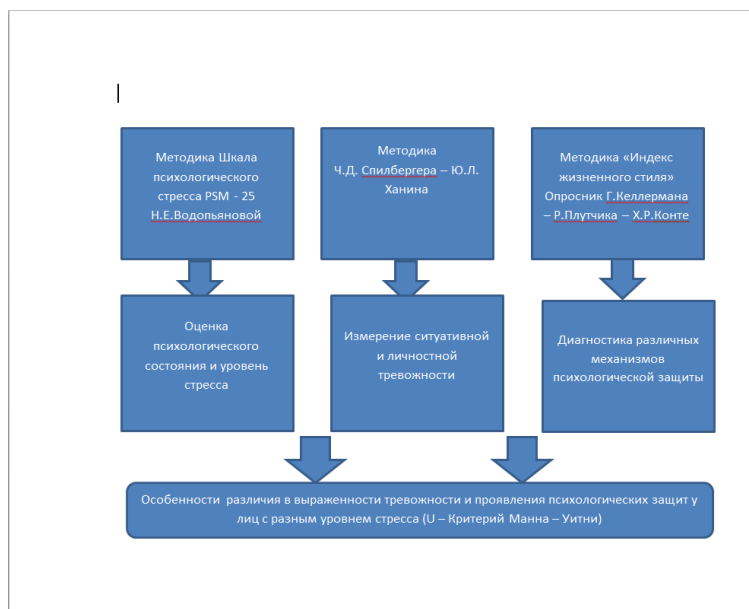 Методика Шкала
психологического
стресса PSM - 25
Н.Е.Водопьяновой
Методика
Ч.Д. Спилбергера – Ю.Л.
Ханина
Методика «Индекс
жизненного стиля»
Опросник Г.Келлермана
– Р.Плутчика – Х.Р.Конте
Оценка
психологического
состояния и уровень
стресса
Измерение ситуативной
и личностной
тревожности
Диагностика различных
механизмов
психологической защиты
Особенности различия в выраженности тревожности и проявления психологических защит у
лиц с разным уровнем стресса (U – Критерий Манна – Уитни)